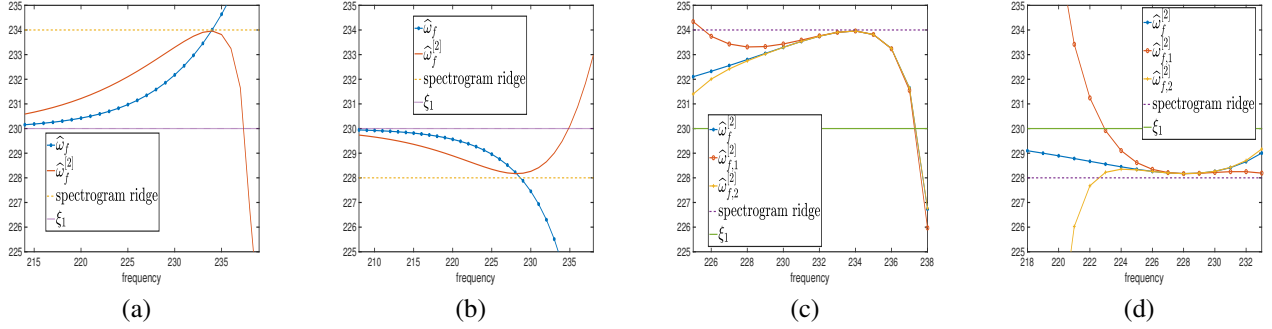 235
234
233
232
231
230
229
228
227
226
225
214 220 225 230 235
frequency
ω̂_f
ω̂_f^[2]
spectrogram ridge
ξ_1
(a)
235
234
233
232
231
230
229
228
227
226
225
208 210 215 220 225 230 235
frequency
ω̂_f
ω̂_f^[2]
spectrogram ridge
ξ_1
(b)
235
234
233
232
231
230
229
228
227
226
225
226 228 230 232 234 236 238
frequency
ω̂_f^[2]
ω̂_{f,1}^[2]
ω̂_{f,2}^[2]
spectrogram ridge
ξ_1
(c)
235
234
233
232
231
230
229
228
227
226
225
218 220 222 224 226 228 230 232
frequency
ω̂_f^[2]
ω̂_{f,1}^[2]
ω̂_{f,2}^[2]
spectrogram ridge
ξ_1
(d)